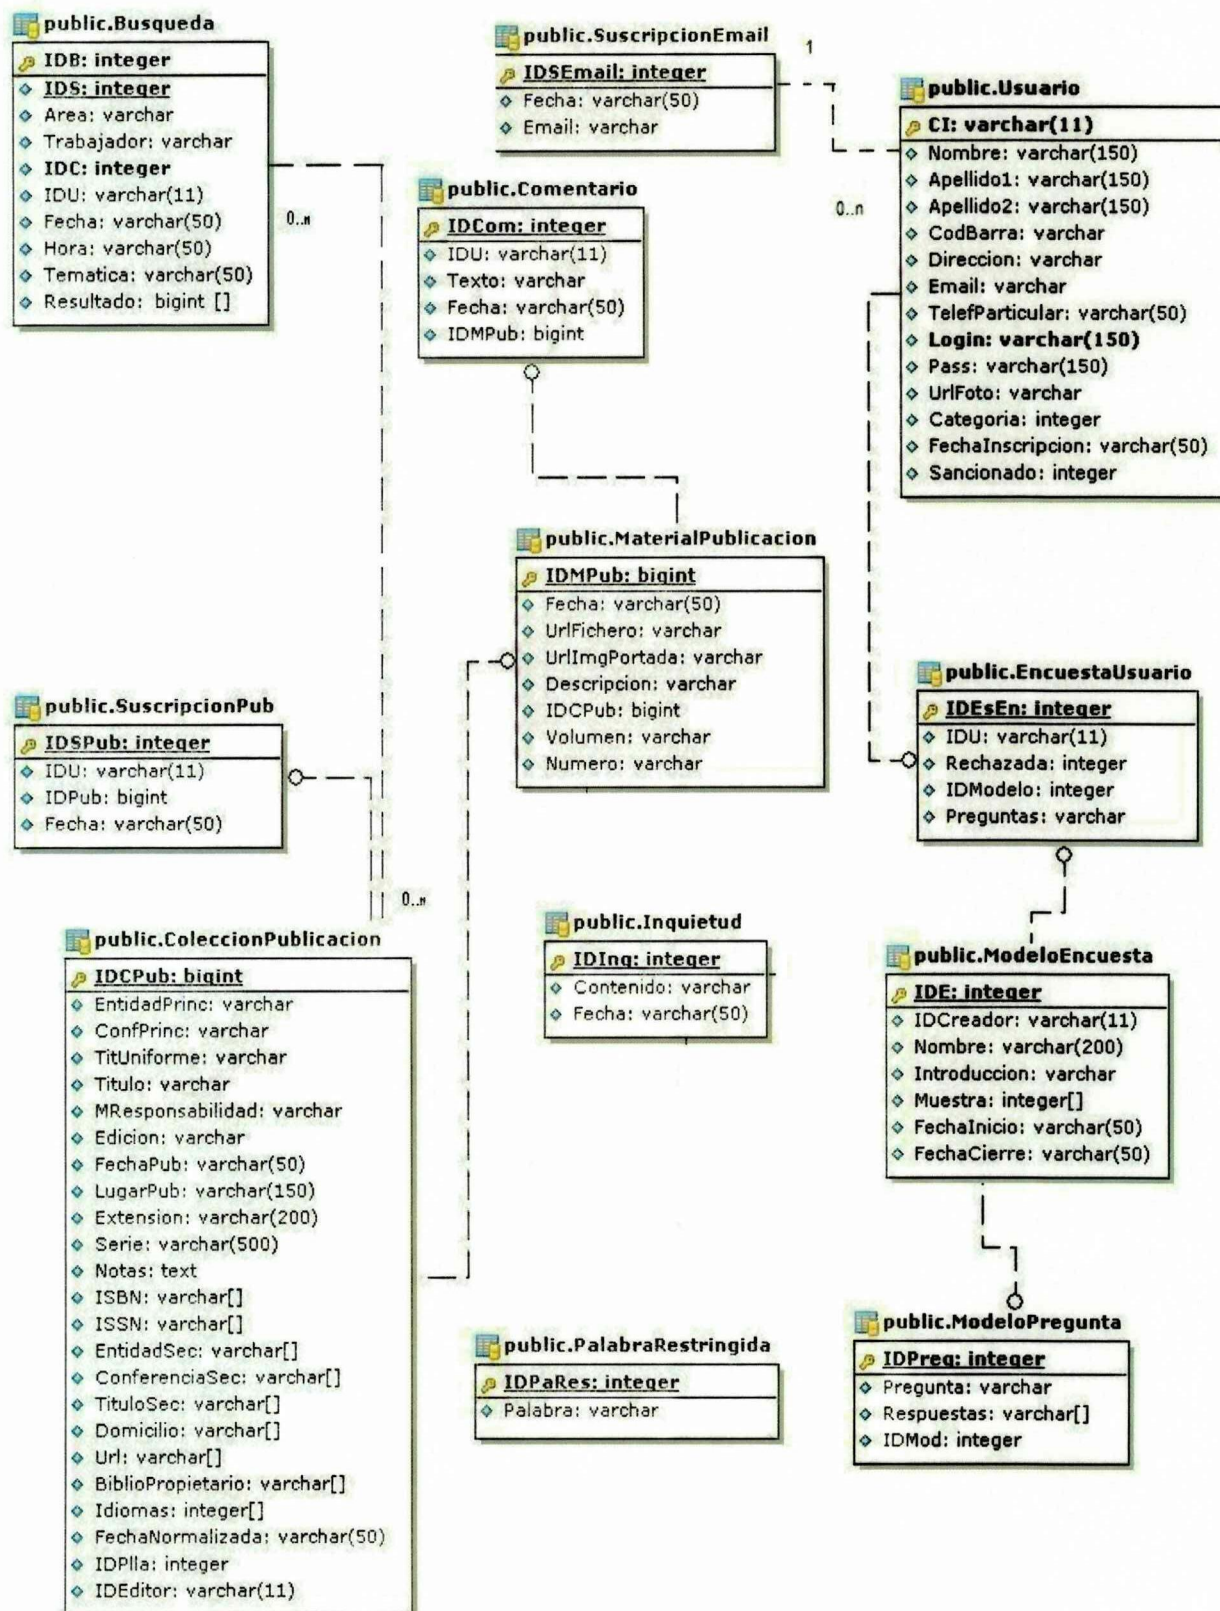 public.Busqueda
IDB: integer
IDS: integer
Area: varchar
Trabajador: varchar
IDC: integer
IDU: varchar(11)
Fecha: varchar(50)
Hora: varchar(50)
Tematica: varchar(50)
Resultado: bigint []
0..n
public.SuscripcionEmail
IDSEmail: integer
Fecha: varchar(50)
Email: varchar
1
0..n
public.Usuario
CI: varchar(11)
Nombre: varchar(150)
Apellido1: varchar(150)
Apellido2: varchar(150)
CodBarra: varchar
Direccion: varchar
Email: varchar
TelefParticular: varchar(50)
Login: varchar(150)
Pass: varchar(150)
UrlFoto: varchar
Categoria: integer
FechaInscripcion: varchar(50)
Sancionado: integer
public.Comentario
IDCom: integer
IDU: varchar(11)
Texto: varchar
Fecha: varchar(50)
IDMPub: bigint
public.MaterialPublicacion
IDMPub: bigint
Fecha: varchar(50)
UrlFichero: varchar
UrlImgPortada: varchar
Descripcion: varchar
IDCPub: bigint
Volumen: varchar
Numero: varchar
public.EncuestaUsuario
IDEsEn: integer
IDU: varchar(11)
Rechazada: integer
IDModelo: integer
Preguntas: varchar
public.SuscripcionPub
IDSPub: integer
IDU: varchar(11)
IDPub: bigint
Fecha: varchar(50)
0..n
public.ColeccionPublicacion
IDCPub: bigint
EntidadPrinc: varchar
ConfPrinc: varchar
TitUniforme: varchar
Titulo: varchar
MResponsabilidad: varchar
Edicion: varchar
FechaPub: varchar(50)
LugarPub: varchar(150)
Extension: varchar(200)
Serie: varchar(500)
Notas: text
ISBN: varchar[]
ISSN: varchar[]
EntidadSec: varchar[]
ConferenciaSec: varchar[]
TituloSec: varchar[]
Domicilio: varchar[]
Url: varchar[]
BiblioPropietario: varchar[]
Idiomas: integer[]
FechaNormalizada: varchar(50)
IDPlla: integer
IDEditor: varchar(11)
public.Inquietud
IDInq: integer
Contenido: varchar
Fecha: varchar(50)
public.ModeloEncuesta
IDE: integer
IDCreador: varchar(11)
Nombre: varchar(200)
Introduccion: varchar
Muestra: integer[]
FechaInicio: varchar(50)
FechaCierre: varchar(50)
public.PalabraRestringida
IDPaRes: integer
Palabra: varchar
public.ModeloPregunta
IDPreg: integer
Pregunta: varchar
Respuestas: varchar[]
IDMod: integer